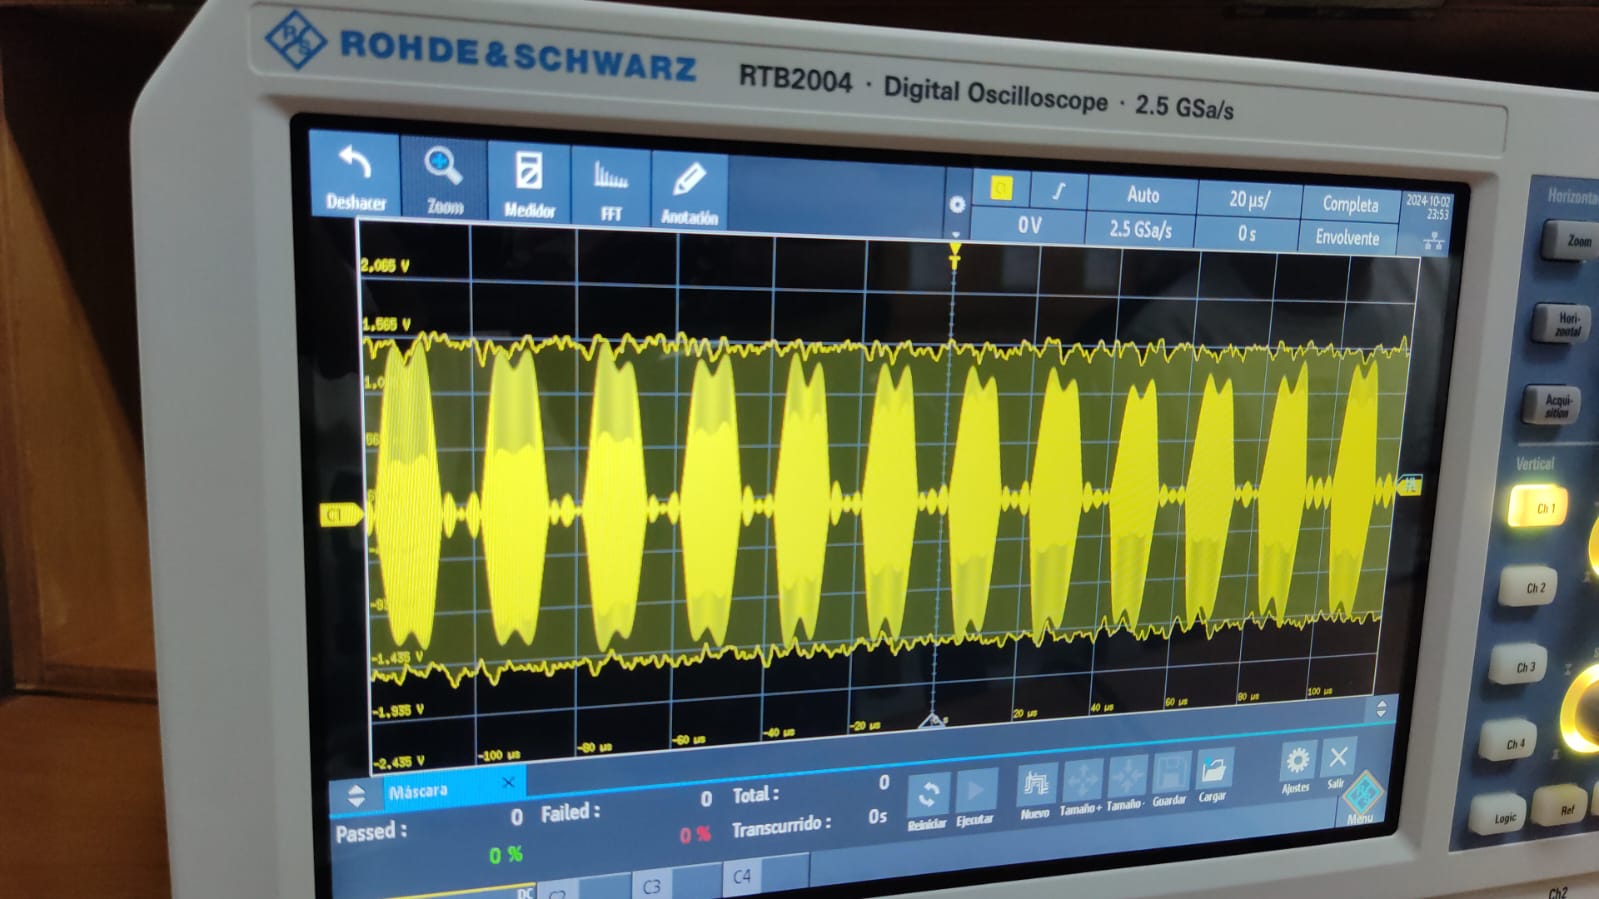 ROHDE&SCHWARZ RTB2004 · Digital Oscilloscope · 2.5 GSa/s
Deshacer Zoom Medidor FFT Anotación
C1 Auto 20 µs/ Completa 2024-10-02
23:53
0 V 2.5 GSa/s 0 s Envolvente
2,065 V
1,565 V
C1
-1,435 V
-1,935 V
-2,435 V
-100 µs -80 µs -60 µs -40 µs -20 µs 20 µs 40 µs 60 µs 80 µs 100 µs
Máscara
Passed : 0 Failed : 0 Total : 0
0 % 0 % Transcurrido : 0s
Reiniciar Ejecutar Nuevo Tamaño+ Tamaño- Guardar Cargar Ajustes Salir
Menu
DC C2 C3 C4
Horizonta
Zoom
Hori-
zontal
Acqui-
sition
Vertical
Ch 1
Ch 2
Ch 3
Ch 4
Logic Ref
Ch2